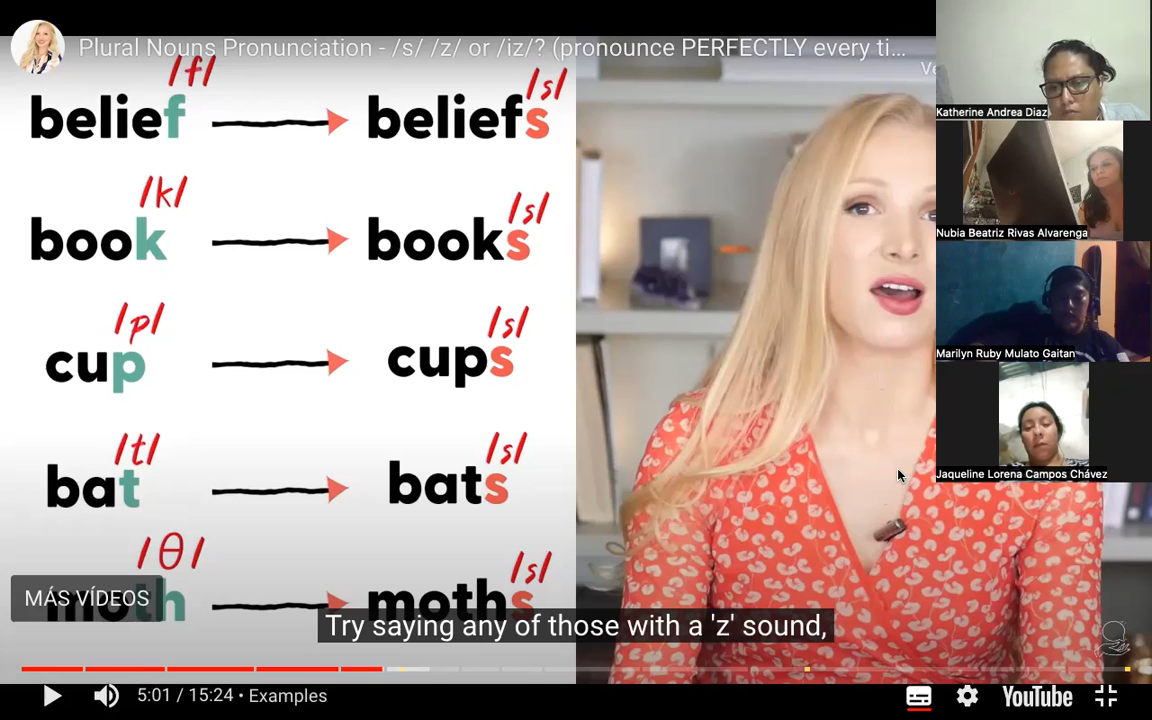 Plural Nouns Pronunciation - /s/ /z/ or /iz/? (pronounce PERFECTLY every ti...
Ve
/f/ /s/
belief beliefs
/k/ /s/
book books
/p/ /s/
cup cups
/t/ /s/
bat bats
/θ/ /s/
moth moths
MÁS VÍDEOS
Try saying any of those with a 'z' sound,
5:01 / 15:24 • Examples
YouTube
Katherine Andrea Diaz
Nubia Beatriz Rivas Alvarenga
Marilyn Ruby Mulato Gaitan
Jaqueline Lorena Campos Chávez